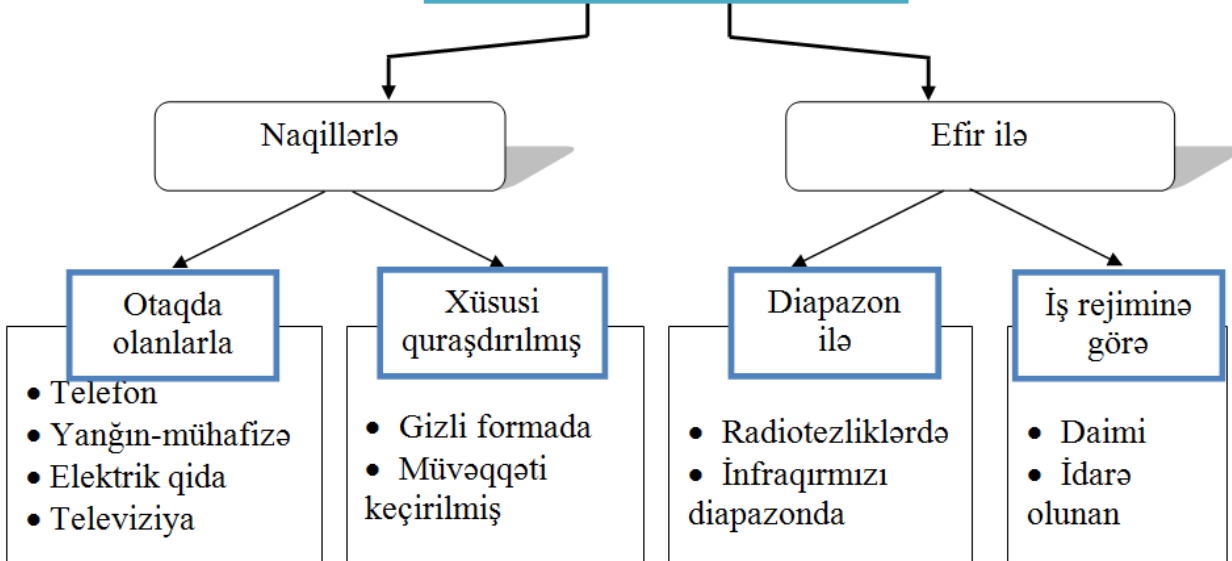 Naqillərlə
Efir ilə
Otaqda
olanlarla
Xüsusi
quraşdırılmış
Diapazon
ilə
İş rejiminə
görə
• Telefon
• Yanğın-mühafizə
• Elektrik qida
• Televiziya
• Gizli formada
• Müvəqqəti
keçirilmiş
• Radiotezliklərdə
• İnfraqırmızı
diapazonda
• Daimi
• İdarə
olunan